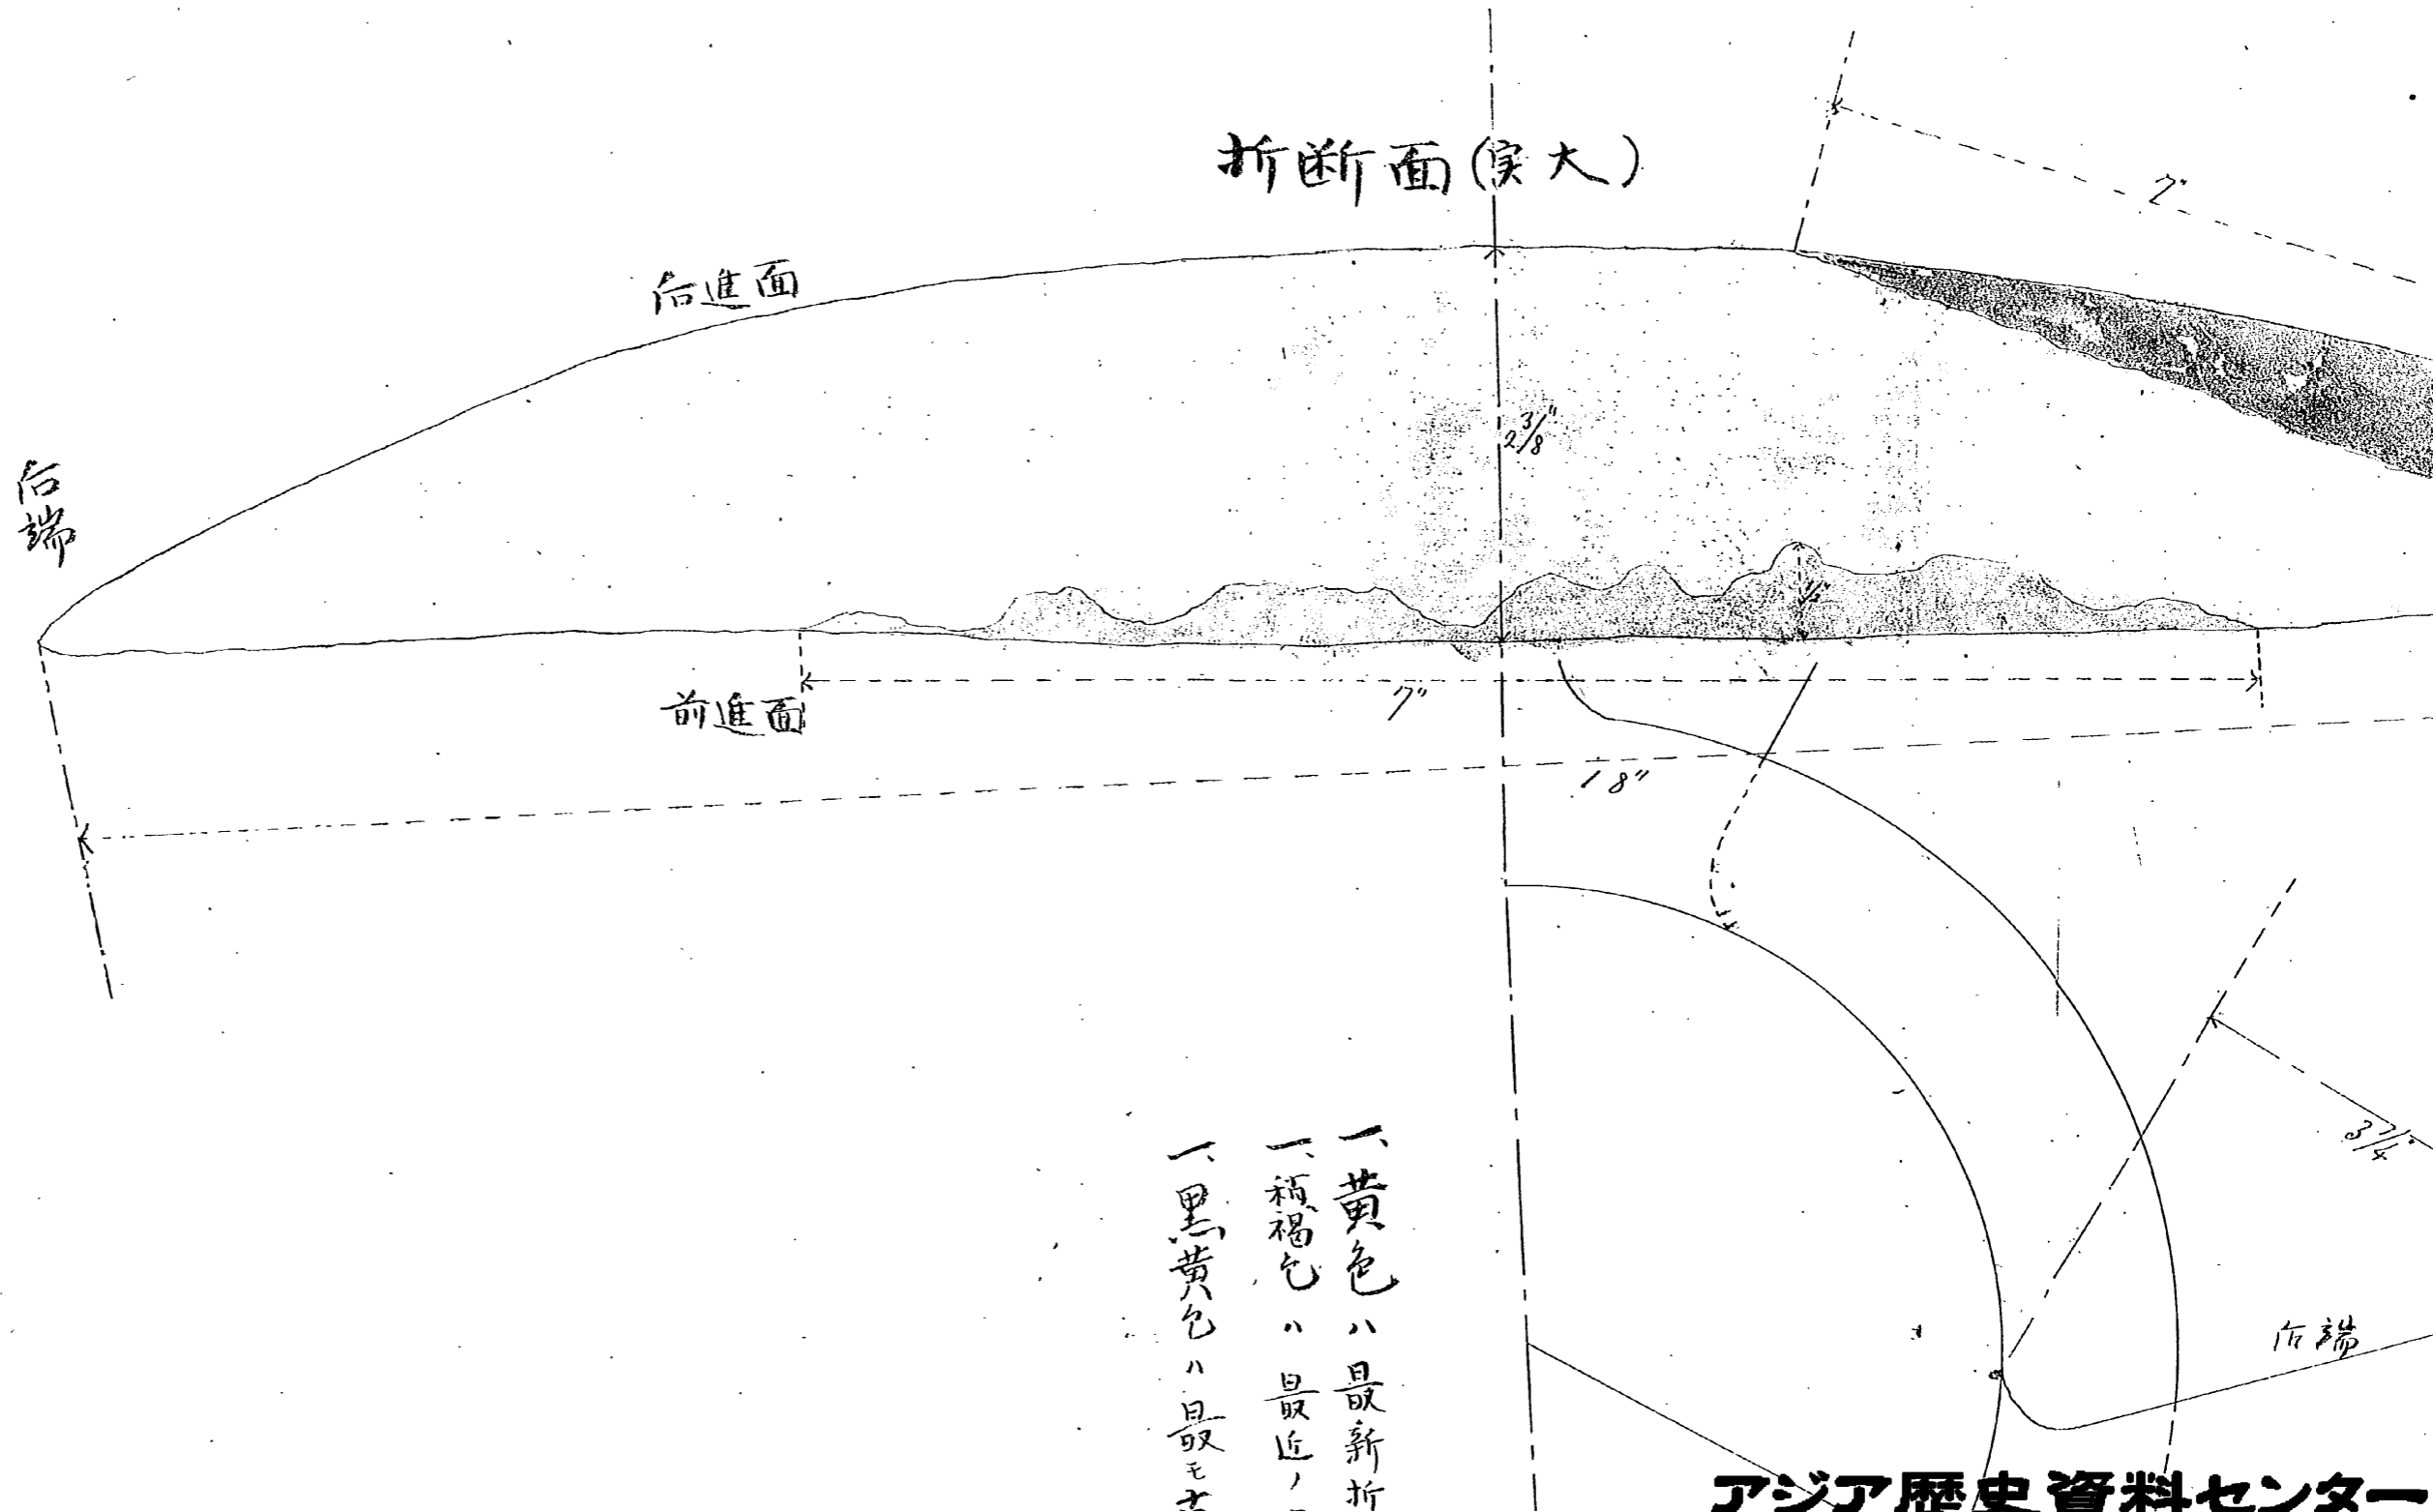 折断面(実大)
2"
后進面
2 3/8"
后端
前進面
7"
18"
3 1/4"
一、黄色ハ最新折
一、稍褐色ハ最近ノ
一、黒黄色ハ最モ古
后端
アジア歴史資料センター